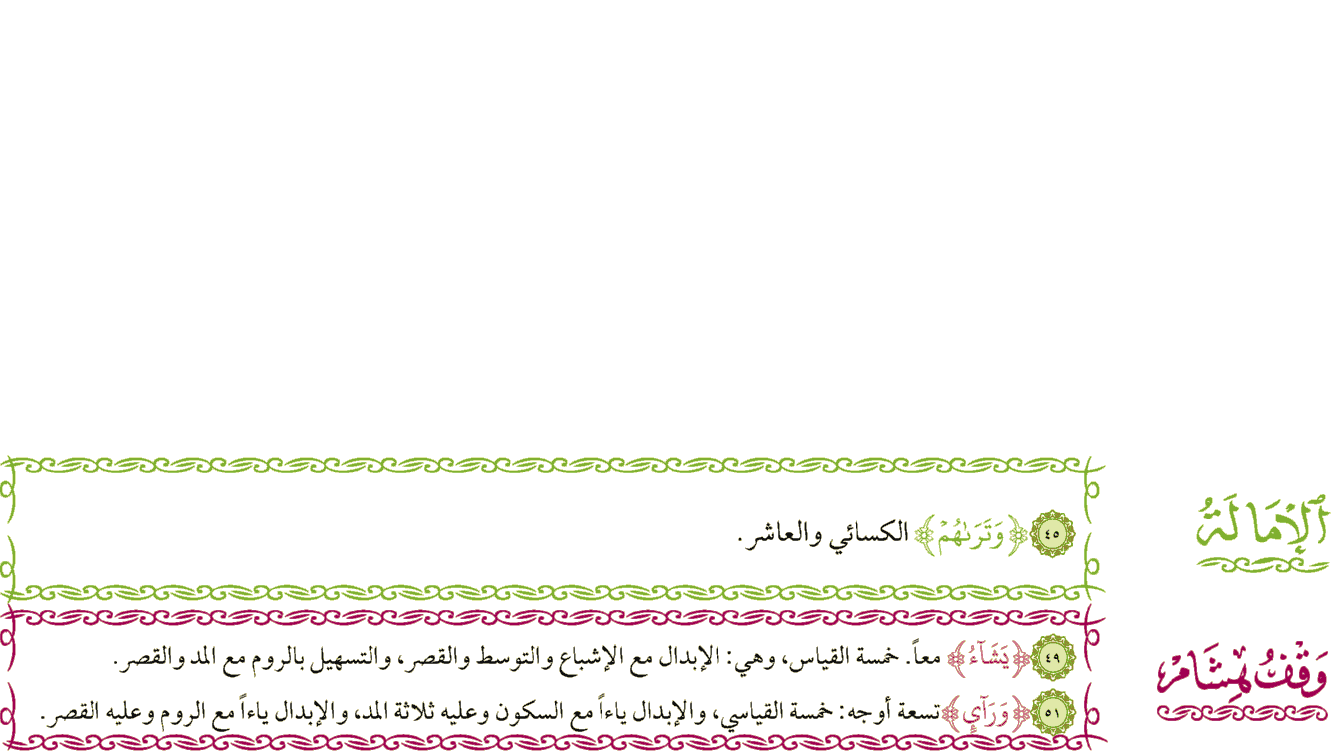 ٱلْإِمَالَةُ
٤٥ ﴿وَتَرَىٰهُمْ﴾ الكسائي والعاشر.
وَقْفُ هِشَامْ
٤٩ ﴿يَشَآءُ﴾ معاً. خمسة القياس، وهي: الإبدال مع الإشباع والتوسط والقصر، والتسهيل بالروم مع المد والقصر.
٥١ ﴿وَرَآىِٕ﴾ تسعة أوجه: خمسة القياسي، والإبدال ياءاً مع السكون وعليه ثلاثة المد، والإبدال ياءاً مع الروم وعليه القصر.